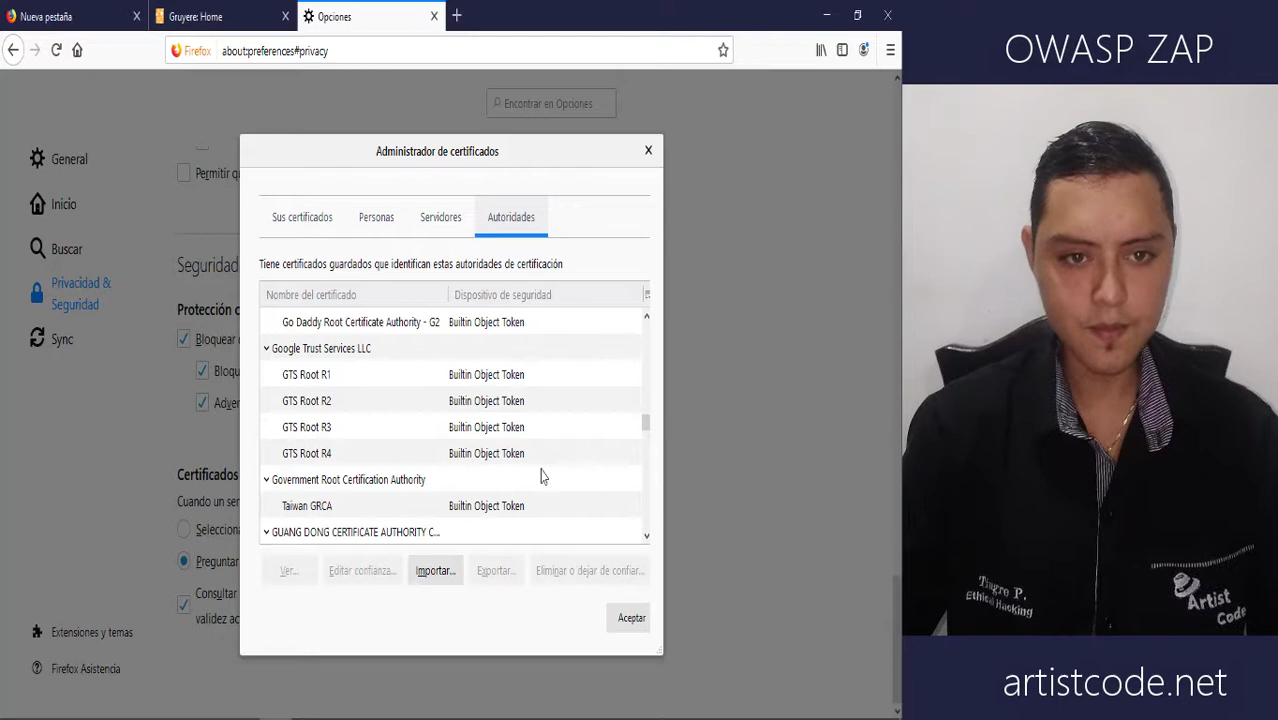 Nueva pestaña
Gruyere: Home
Opciones
Firefox
about:preferences#privacy
Encontrar en Opciones
General
Inicio
Buscar
Privacidad &
Seguridad
Sync
Extensiones y temas
Firefox Asistencia
Permitir q
Seguridad
Protección c
Bloquear
Bloqu
Adver
Certificados
Cuando un ser
Selecciona
Preguntar
Consultar
validez ac
Administrador de certificados
Sus certificados
Personas
Servidores
Autoridades
Tiene certificados guardados que identifican estas autoridades de certificación
Nombre del certificado
Dispositivo de seguridad
Go Daddy Root Certificate Authority - G2 Builtin Object Token
Google Trust Services LLC
GTS Root R1 Builtin Object Token
GTS Root R2 Builtin Object Token
GTS Root R3 Builtin Object Token
GTS Root R4 Builtin Object Token
Government Root Certification Authority
Taiwan GRCA Builtin Object Token
GUANG DONG CERTIFICATE AUTHORITY C...
Ver...
Editar confianza...
Importar...
Exportar...
Eliminar o dejar de confiar...
Aceptar
OWASP ZAP
Tiagre P.
Ethical Hacking
Artist
Code
artistcode.net